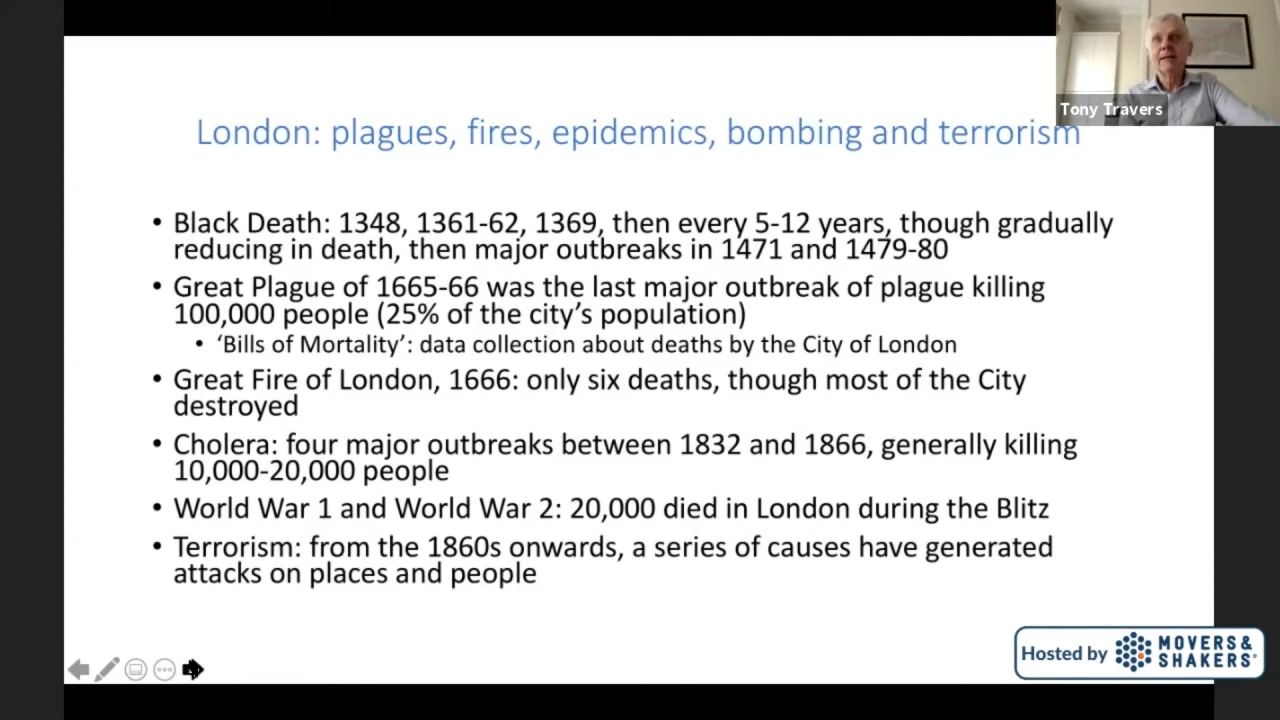 Tony Travers
London: plagues, fires, epidemics, bombing and terrorism
• Black Death: 1348, 1361-62, 1369, then every 5-12 years, though gradually
reducing in death, then major outbreaks in 1471 and 1479-80
• Great Plague of 1665-66 was the last major outbreak of plague killing
100,000 people (25% of the city’s population)
• ‘Bills of Mortality’: data collection about deaths by the City of London
• Great Fire of London, 1666: only six deaths, though most of the City
destroyed
• Cholera: four major outbreaks between 1832 and 1866, generally killing
10,000-20,000 people
• World War 1 and World War 2: 20,000 died in London during the Blitz
• Terrorism: from the 1860s onwards, a series of causes have generated
attacks on places and people
Hosted by
MOVERS&
SHAKERS